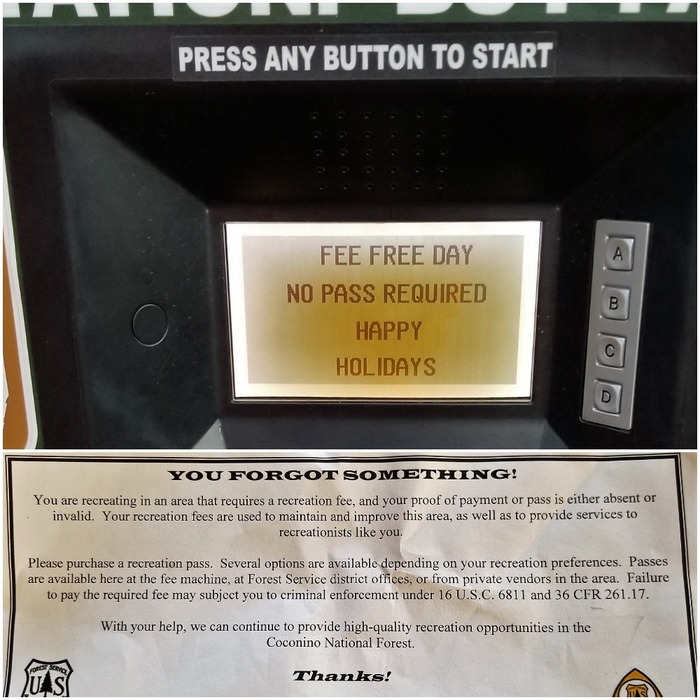 PRESS ANY BUTTON TO START
FEE FREE DAY
NO PASS REQUIRED
HAPPY
HOLIDAYS
A
B
C
D
YOU FORGOT SOMETHING!
You are recreating in an area that requires a recreation fee, and your proof of payment or pass is either absent or
invalid. Your recreation fees are used to maintain and improve this area, as well as to provide services to
recreationists like you.
Please purchase a recreation pass. Several options are available depending on your recreation preferences. Passes
are available here at the fee machine, at Forest Service district offices, or from private vendors in the area. Failure
to pay the required fee may subject you to criminal enforcement under 16 U.S.C. 6811 and 36 CFR 261.17.
With your help, we can continue to provide high-quality recreation opportunities in the
Coconino National Forest.
Thanks!
FOREST SERVICE
U S